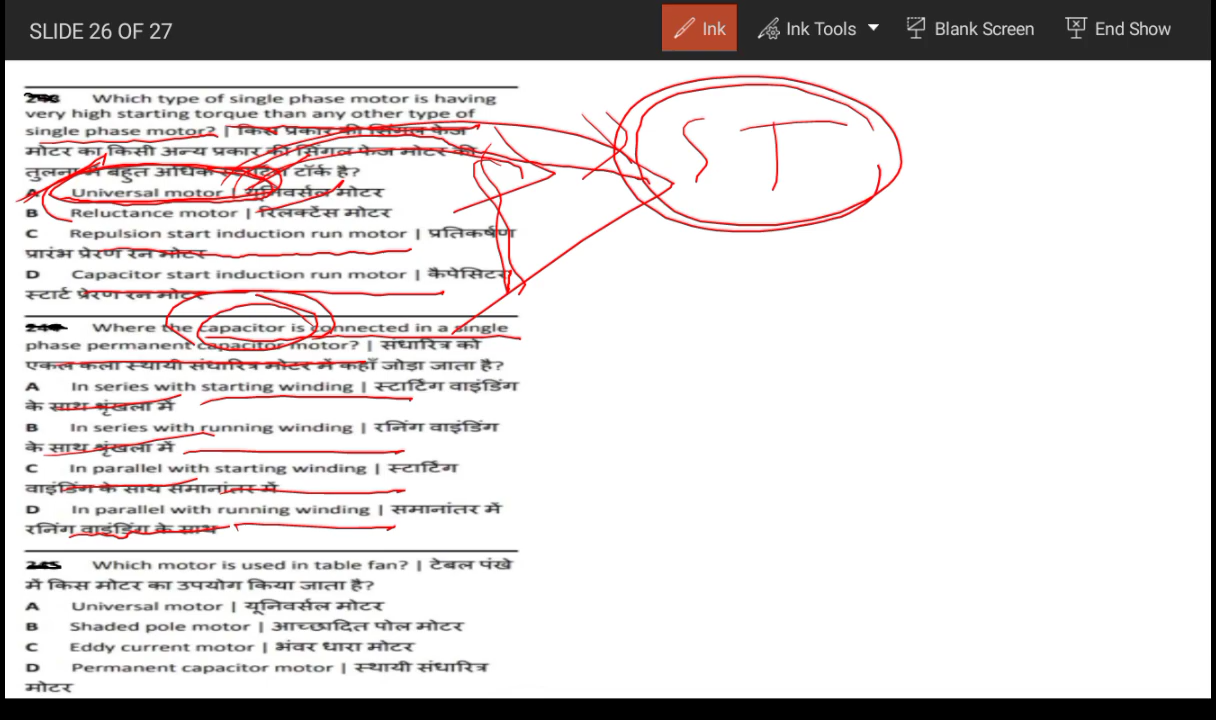 SLIDE 26 OF 27
Ink
Ink Tools
Blank Screen
End Show
Which type of single phase motor is having
very high starting torque than any other type of
single phase motor? | किस प्रकार की सिंगल फेज
मोटर का किसी अन्य प्रकार की सिंगल फेज मोटर की
तुलना में बहुत अधिक स्टार्टिंग टॉर्क है?
A Universal motor | यूनिवर्सल मोटर
B Reluctance motor | रिलक्टेंस मोटर
C Repulsion start induction run motor | प्रतिकर्षण
प्रारंभ प्रेरण रन मोटर
D Capacitor start induction run motor | कैपेसिटर
स्टार्ट प्रेरण रन मोटर
Where the capacitor is connected in a single
phase permanent capacitor motor? | संधारित्र को
एकल कला स्थायी संधारित्र मोटर में कहाँ जोड़ा जाता है?
A In series with starting winding | स्टार्टिंग वाइंडिंग
के साथ श्रृंखला में
B In series with running winding | रनिंग वाइंडिंग
के साथ श्रृंखला में
C In parallel with starting winding | स्टार्टिंग
वाइंडिंग के साथ समानांतर में
D In parallel with running winding | समानांतर में
रनिंग वाइंडिंग के साथ
Which motor is used in table fan? | टेबल पंखे
में किस मोटर का उपयोग किया जाता है?
A Universal motor | यूनिवर्सल मोटर
B Shaded pole motor | आच्छादित पोल मोटर
C Eddy current motor | भंवर धारा मोटर
D Permanent capacitor motor | स्थायी संधारित्र
मोटर
ST